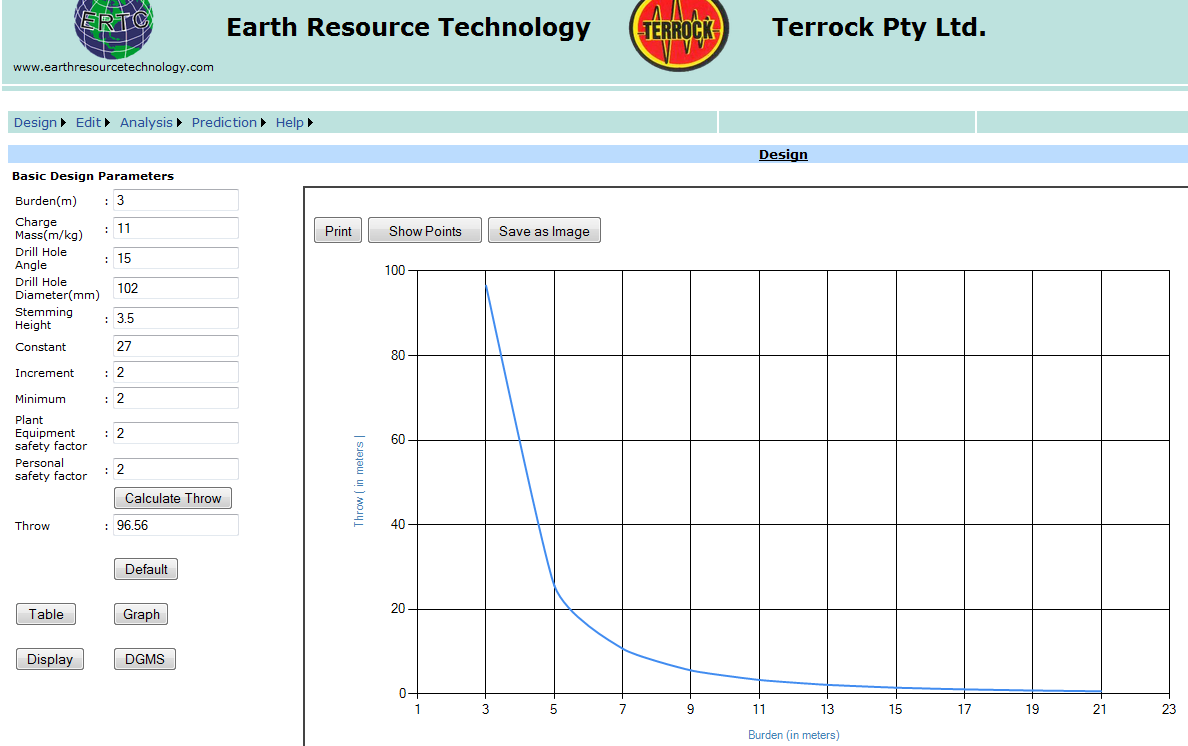 ERTC
Earth Resource Technology
TERROCK
Terrock Pty Ltd.
www.earthresourcetechnology.com
Design Edit Analysis Prediction Help
Design
Basic Design Parameters
Burden(m) : 3
Charge
Mass(m/kg) : 11
Drill Hole
Angle : 15
Drill Hole
Diameter(mm) : 102
Stemming
Height : 3.5
Constant 27
Increment : 2
Minimum : 2
Plant
Equipment
safety factor : 2
Personal
safety factor : 2
Calculate Throw
Throw : 96.56
Default
Table Graph
Display DGMS
Print Show Points Save as Image
100
80
60
40
20
0
Throw ( in meters )
1 3 5 7 9 11 13 15 17 19 21 23
Burden (in meters)